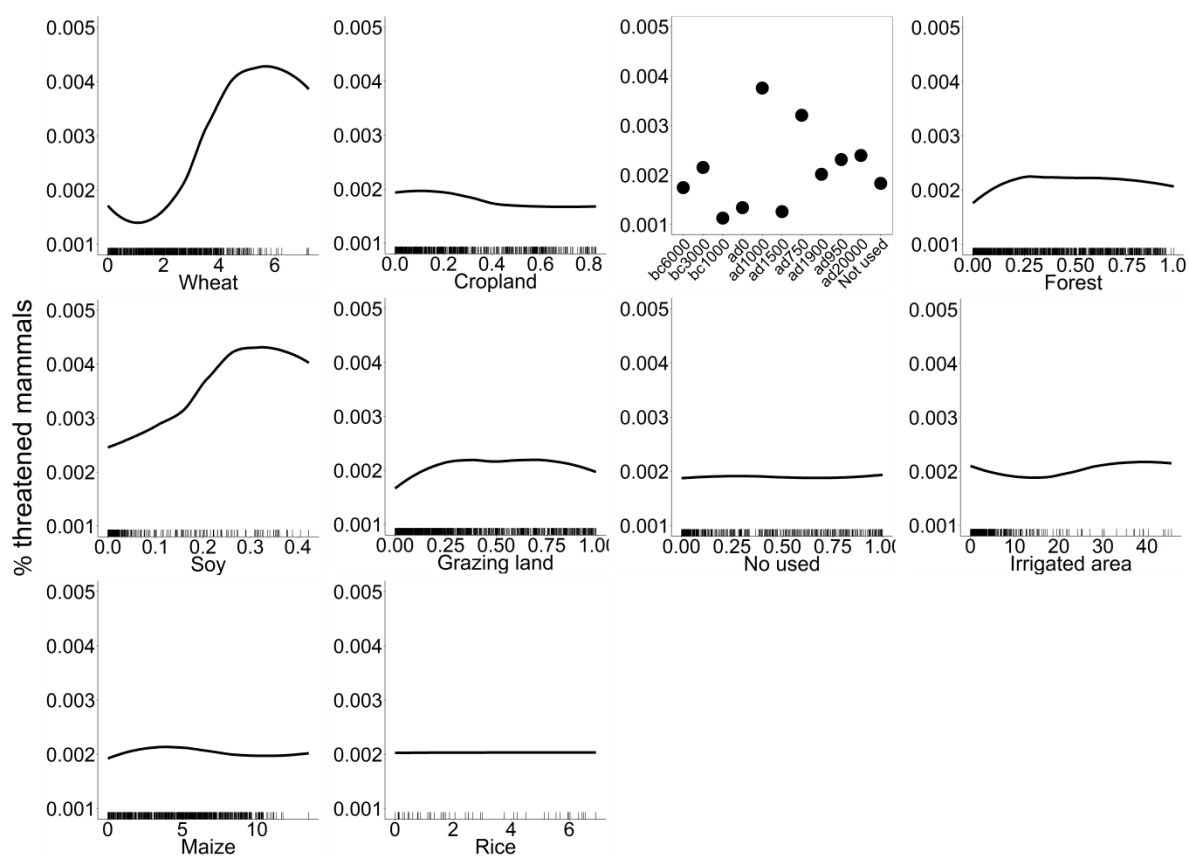 % threatened mammals
0.005
0.004
0.003
0.002
0.001
0 2 4 6
Wheat
0.005
0.004
0.003
0.002
0.001
0.0 0.2 0.4 0.6 0.8
Cropland
0.005
0.004
0.003
0.002
0.001
bc6000
bc3000
bc1000
ad0
ad1000
ad1500
ad750
ad1900
ad950
ad20000
Not used
0.005
0.004
0.003
0.002
0.001
0.00 0.25 0.50 0.75 1.0
Forest
0.005
0.004
0.003
0.002
0.001
0.0 0.1 0.2 0.3 0.4
Soy
0.005
0.004
0.003
0.002
0.001
0.00 0.25 0.50 0.75 1.00
Grazing land
0.005
0.004
0.003
0.002
0.001
0.00 0.25 0.50 0.75 1.00
No used
0.005
0.004
0.003
0.002
0.001
0 10 20 30 40
Irrigated area
0.005
0.004
0.003
0.002
0.001
0 5 10
Maize
0.005
0.004
0.003
0.002
0.001
0 2 4 6
Rice